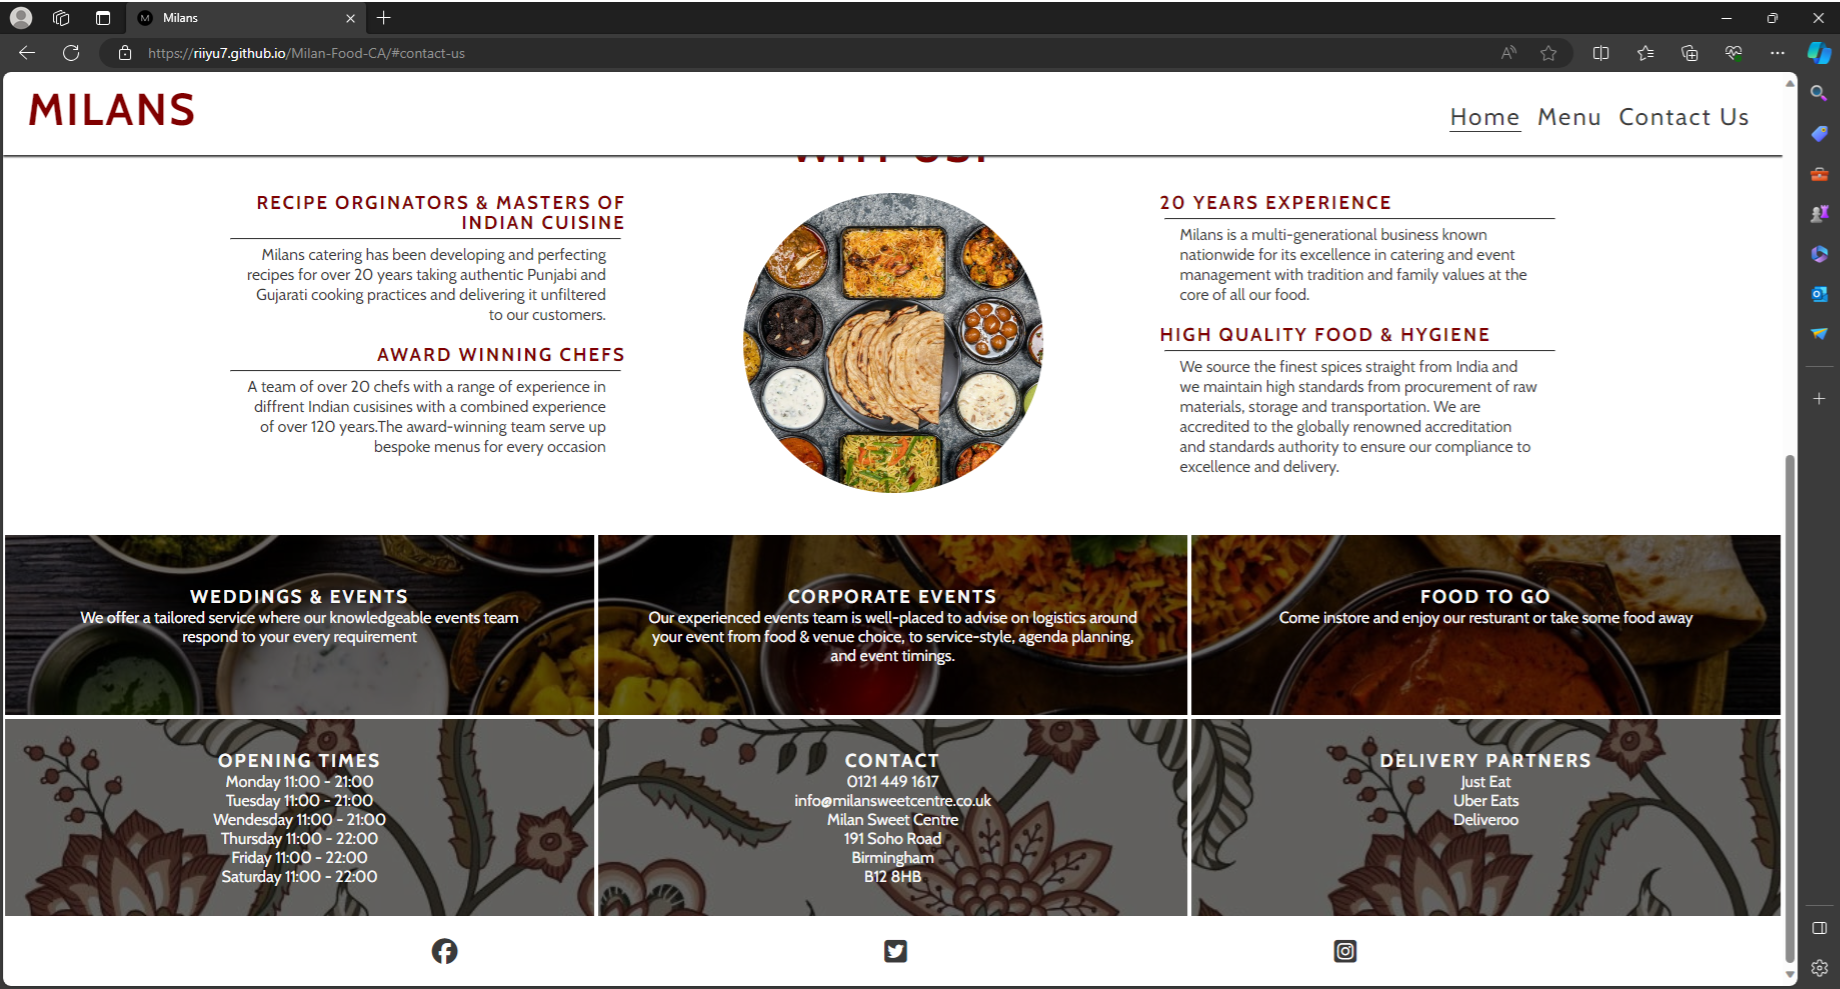 Milans
https://riiyu7.github.io/Milan-Food-CA/#contact-us
MILANS
Home Menu Contact Us
WHY US?
RECIPE ORGINATORS & MASTERS OF
INDIAN CUISINE
Milans catering has been developing and perfecting
recipes for over 20 years taking authentic Punjabi and
Gujarati cooking practices and delivering it unfiltered
to our customers.
AWARD WINNING CHEFS
A team of over 20 chefs with a range of experience in
diffrent Indian cusisines with a combined experience
of over 120 years.The award-winning team serve up
bespoke menus for every occasion
20 YEARS EXPERIENCE
Milans is a multi-generational business known
nationwide for its excellence in catering and event
management with tradition and family values at the
core of all our food.
HIGH QUALITY FOOD & HYGIENE
We source the finest spices straight from India and
we maintain high standards from procurement of raw
materials, storage and transportation. We are
accredited to the globally renowned accreditation
and standards authority to ensure our compliance to
excellence and delivery.
WEDDINGS & EVENTS
We offer a tailored service where our knowledgeable events team
respond to your every requirement
CORPORATE EVENTS
Our experienced events team is well-placed to advise on logistics around
your event from food & venue choice, to service-style, agenda planning,
and event timings.
FOOD TO GO
Come instore and enjoy our resturant or take some food away
OPENING TIMES
Monday 11:00 - 21:00
Tuesday 11:00 - 21:00
Wendesday 11:00 - 21:00
Thursday 11:00 - 22:00
Friday 11:00 - 22:00
Saturday 11:00 - 22:00
CONTACT
0121 449 1617
info@milansweetcentre.co.uk
Milan Sweet Centre
191 Soho Road
Birmingham
B12 8HB
DELIVERY PARTNERS
Just Eat
Uber Eats
Deliveroo